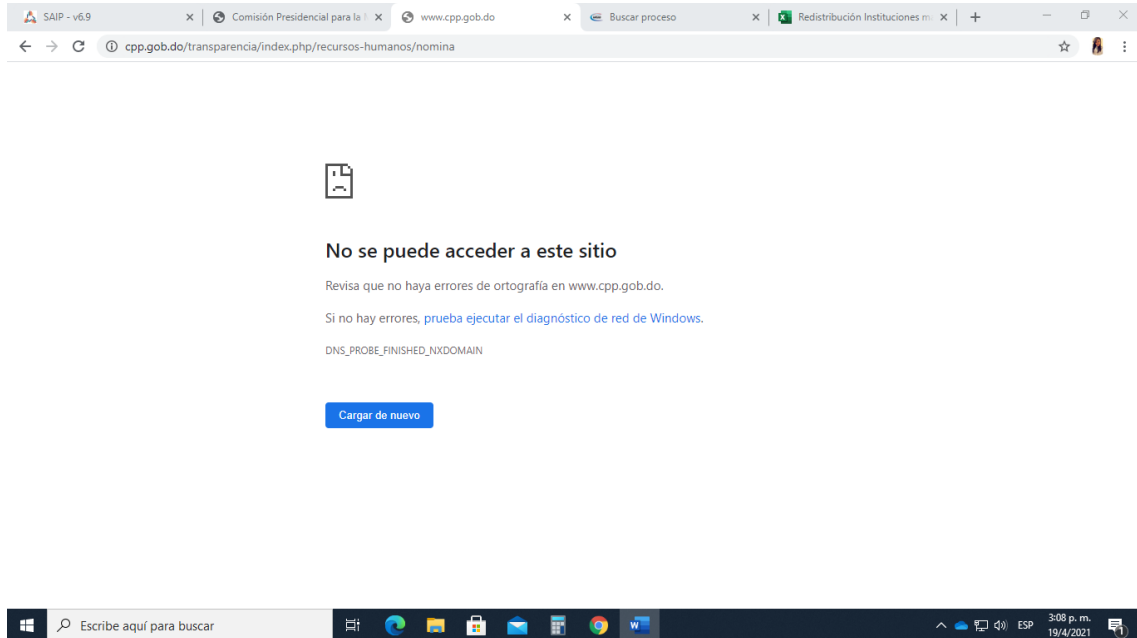 SAIP - v6.9
Comisión Presidencial para la
www.cpp.gob.do
Buscar proceso
Redistribución Instituciones m
cpp.gob.do/transparencia/index.php/recursos-humanos/nomina
No se puede acceder a este sitio
Revisa que no haya errores de ortografía en www.cpp.gob.do.
Si no hay errores, prueba ejecutar el diagnóstico de red de Windows.
DNS_PROBE_FINISHED_NXDOMAIN
Cargar de nuevo
Escribe aquí para buscar
W
ESP
3:08 p. m.
19/4/2021
1